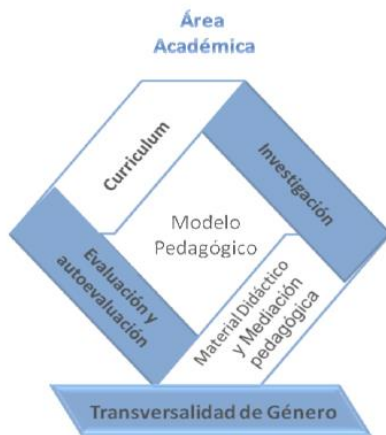 Área
Académica
Curriculum
Investigación
Modelo
Pedagógico
Evaluación y
autoevaluación
Material Didáctico
y Mediación
pedagógica
Transversalidad de Género